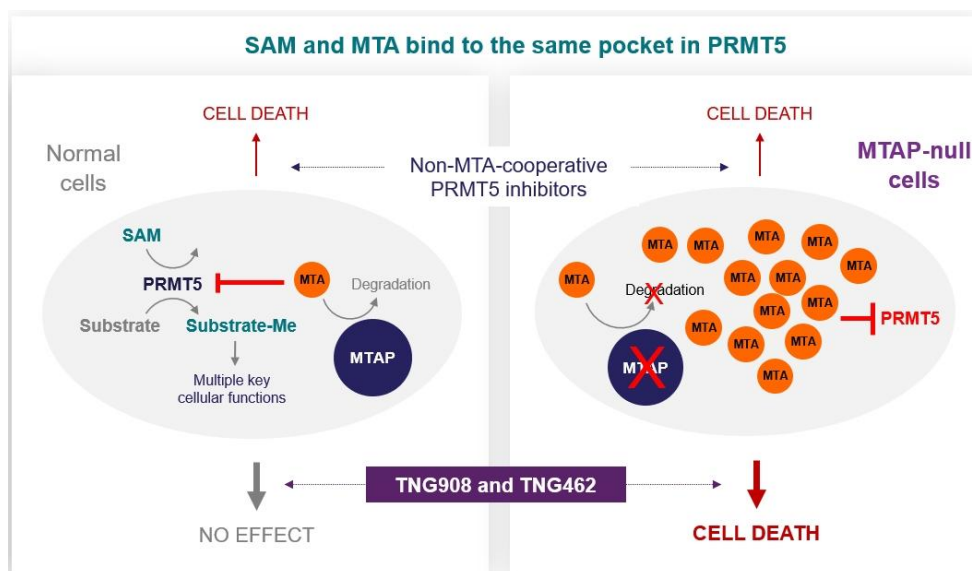 SAM and MTA bind to the same pocket in PRMT5
CELL DEATH
Normal
cells
SAM
PRMT5
MTA
Degradation
Substrate
Substrate-Me
MTAP
Multiple key
cellular functions
NO EFFECT
Non-MTA-cooperative
PRMT5 inhibitors
TNG908 and TNG462
CELL DEATH
MTAP-null
cells
MTA
Degradation
MTAP
MTA
MTA
MTA
MTA
MTA
MTA
MTA
MTA
MTA
MTA
MTA
MTA
MTA
PRMT5
CELL DEATH